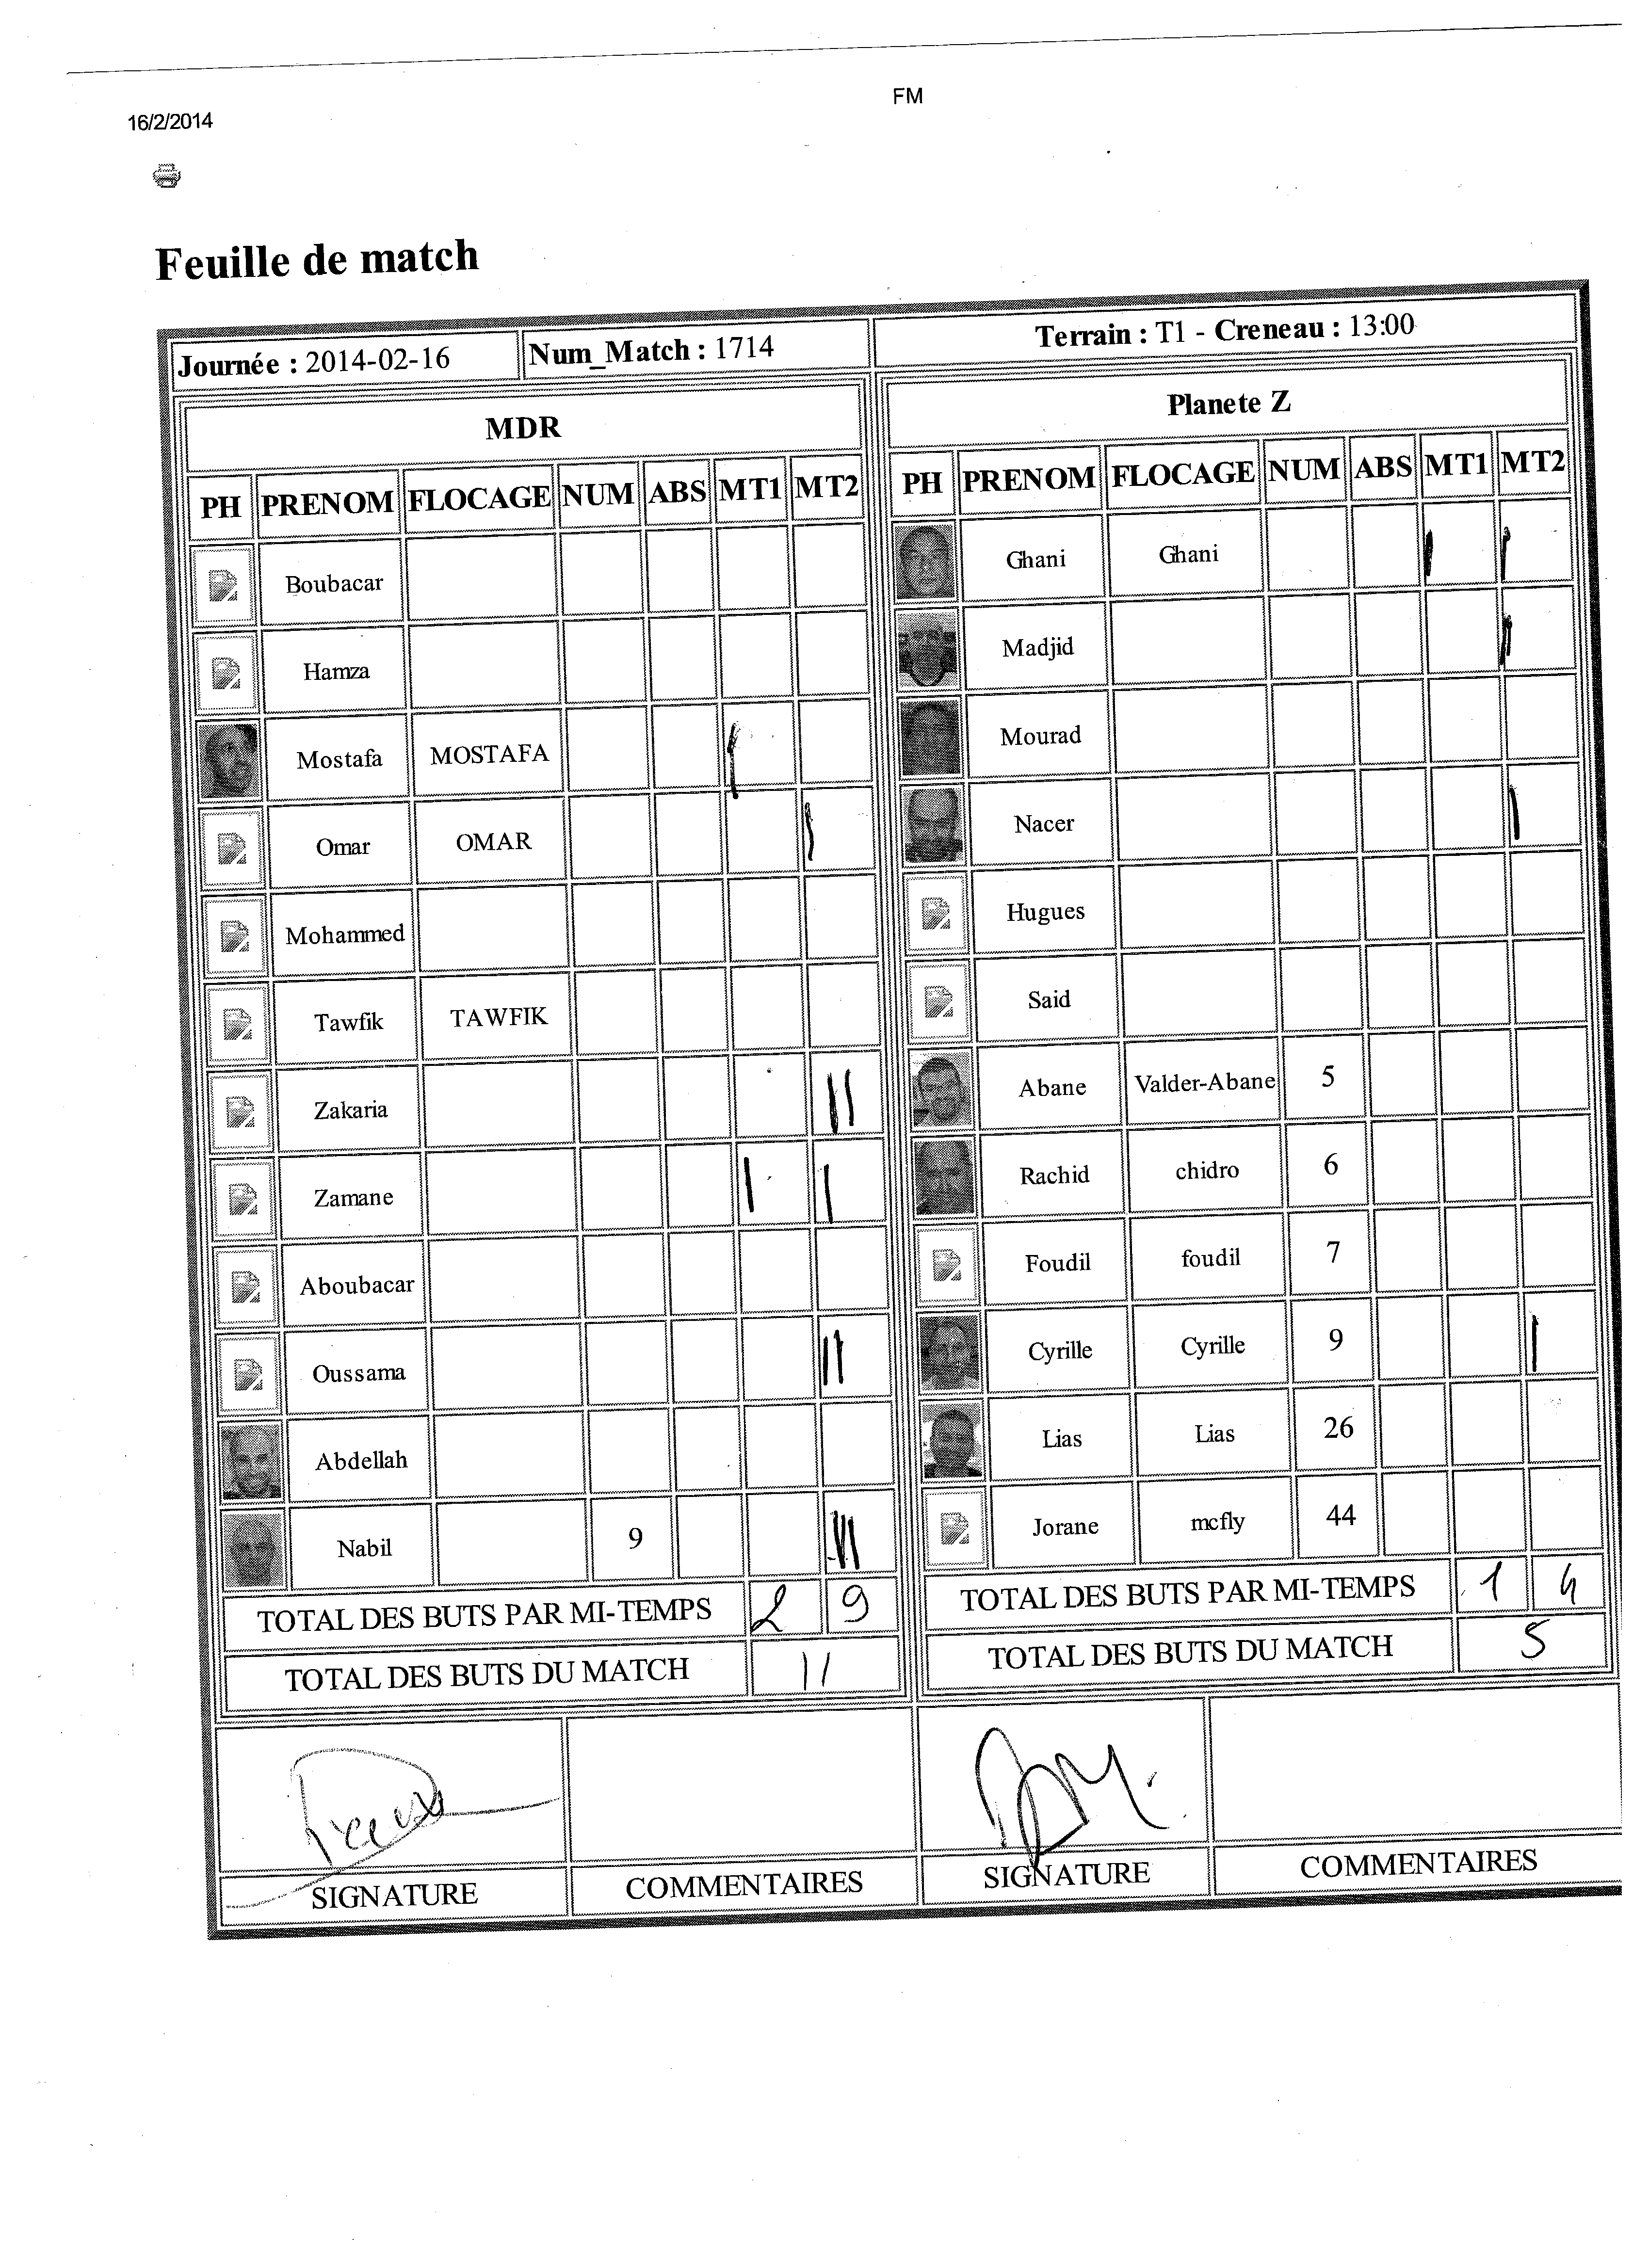 FM
16/2/2014
Feuille de match
Journée : 2014-02-16 Num_Match : 1714 Terrain : T1 - Creneau : 13:00
MDR
PH PRENOM FLOCAGE NUM ABS MT1 MT2
Boubacar
Hamza
Mostafa MOSTAFA |
Omar OMAR |
Mohammed
Tawfik TAWFIK
Zakaria ||
Zamane | |
Aboubacar
Oussama ||
Abdellah
Nabil 9 |||
TOTAL DES BUTS PAR MI-TEMPS 2 9
TOTAL DES BUTS DU MATCH 11
Planete Z
PH PRENOM FLOCAGE NUM ABS MT1 MT2
Ghani Ghani | |
Madjid |
Mourad
Nacer |
Hugues
Said
Abane Valder-Abane 5
Rachid chidro 6
Foudil foudil 7
Cyrille Cyrille 9 |
Lias Lias 26
Jorane mcfly 44
TOTAL DES BUTS PAR MI-TEMPS 1 4
TOTAL DES BUTS DU MATCH 5
SIGNATURE COMMENTAIRES SIGNATURE COMMENTAIRES